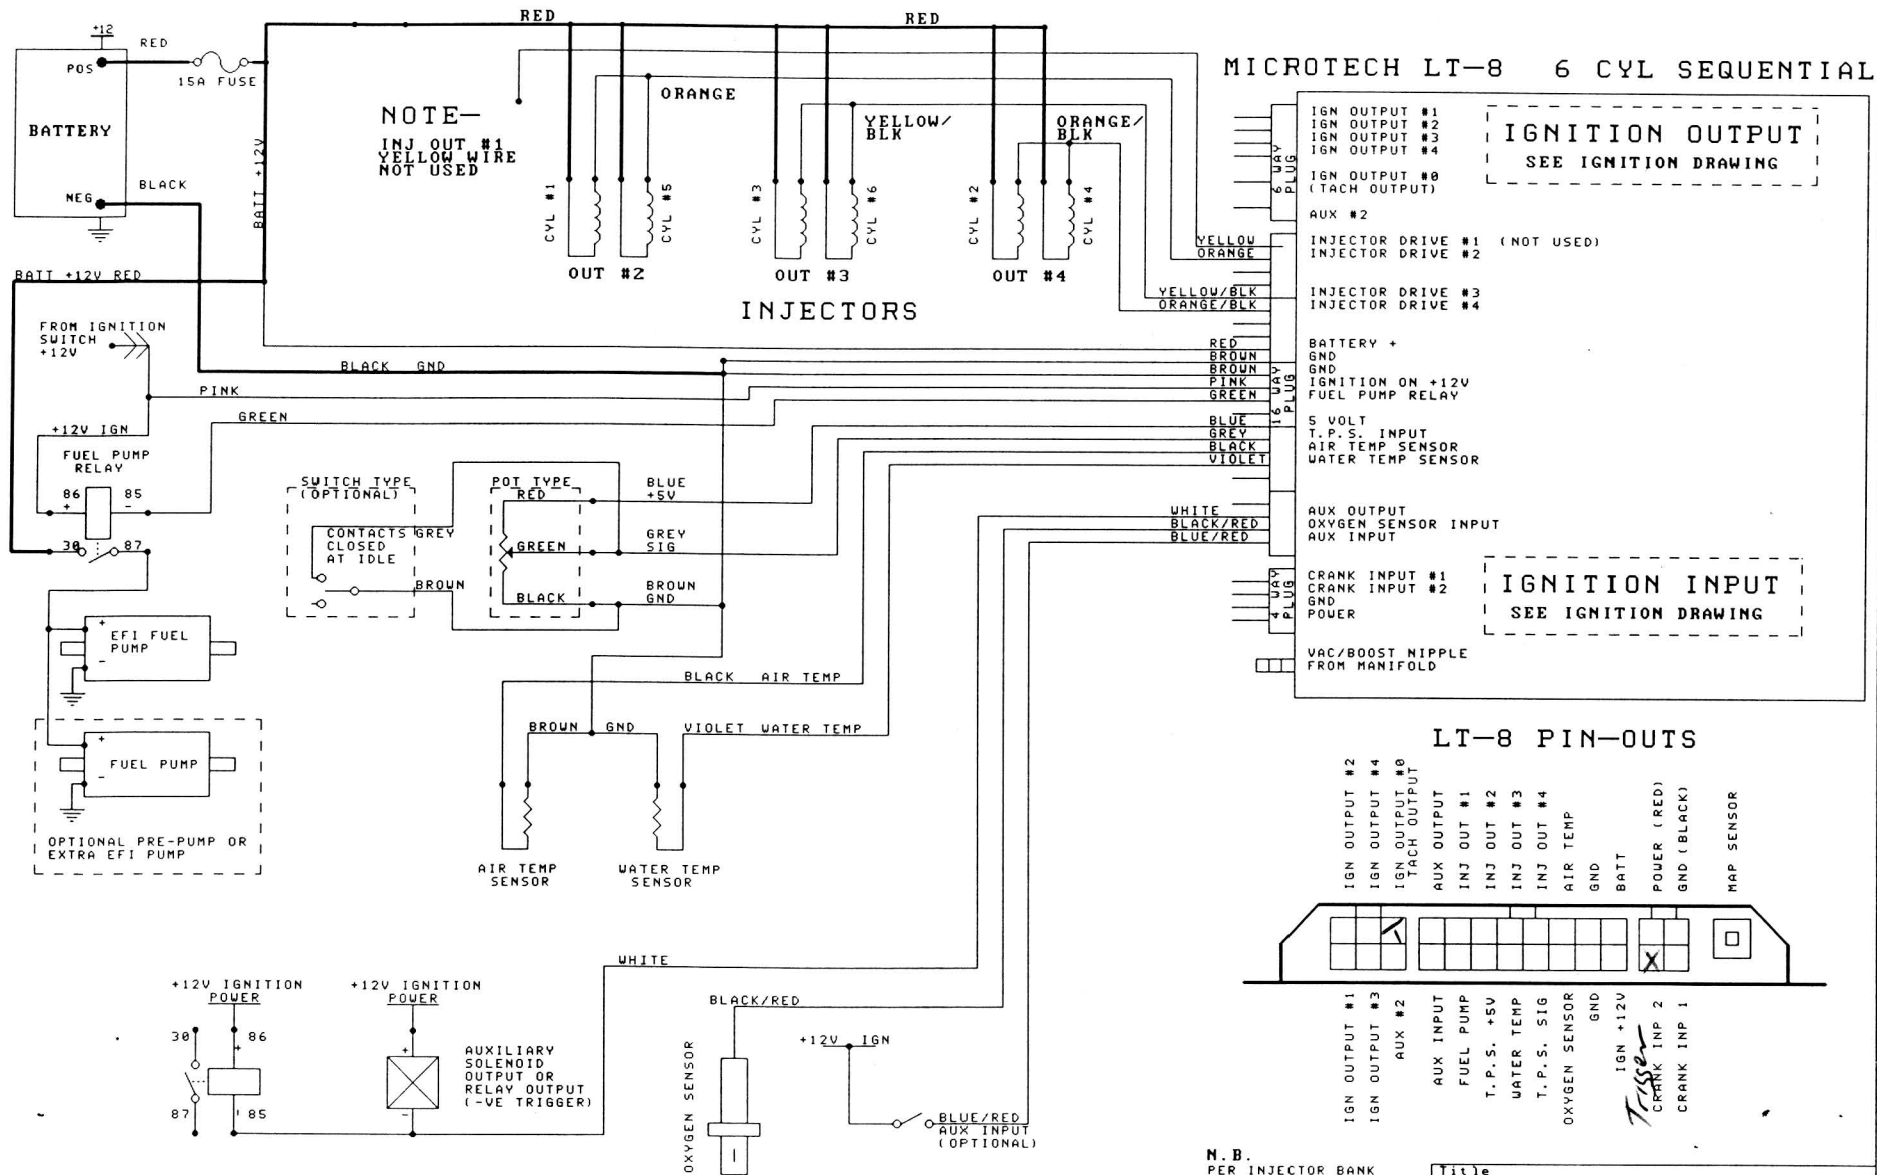 RED
RED
+12
RED
POS
15A FUSE
BATTERY
NEG
BLACK
BATT +12V
NOTE—
INJ OUT #1
YELLOW WIRE
NOT USED
ORANGE
YELLOW/
BLK
ORANGE/
BLK
CYL #1
CYL #5
CYL #3
CYL #6
CYL #2
CYL #4
OUT #2
OUT #3
OUT #4
INJECTORS
BATT +12V RED
FROM IGNITION
SWITCH
+12V
BLACK GND
PINK
GREEN
+12V IGN
FUEL PUMP
RELAY
86
85
+
-
30
87
+
EFI FUEL
PUMP
-
+
FUEL PUMP
-
OPTIONAL PRE-PUMP OR
EXTRA EFI PUMP
SWITCH TYPE
(OPTIONAL)
CONTACTS
CLOSED
AT IDLE
GREY
BROWN
POT TYPE
RED
GREEN
BLACK
BLUE
+5V
GREY
SIG
BROWN
GND
BLACK AIR TEMP
BROWN GND
VIOLET WATER TEMP
AIR TEMP
SENSOR
WATER TEMP
SENSOR
WHITE
+12V IGNITION
POWER
30
86
+
87
-
85
+12V IGNITION
POWER
+
-
AUXILIARY
SOLENOID
OUTPUT OR
RELAY OUTPUT
(-VE TRIGGER)
BLACK/RED
OXYGEN SENSOR
+12V IGN
BLUE/RED
AUX INPUT
(OPTIONAL)
MICROTECH LT—8 6 CYL SEQUENTIAL
6 WAY
PLUG
IGN OUTPUT #1
IGN OUTPUT #2
IGN OUTPUT #3
IGN OUTPUT #4
IGN OUTPUT #0
(TACH OUTPUT)
AUX #2
IGNITION OUTPUT
SEE IGNITION DRAWING
YELLOW INJECTOR DRIVE #1 (NOT USED)
ORANGE INJECTOR DRIVE #2
YELLOW/BLK INJECTOR DRIVE #3
ORANGE/BLK INJECTOR DRIVE #4
RED BATTERY +
BROWN GND
BROWN GND
PINK IGNITION ON +12V
GREEN FUEL PUMP RELAY
16 WAY
PLUG
BLUE 5 VOLT
GREY T.P.S. INPUT
BLACK AIR TEMP SENSOR
VIOLET WATER TEMP SENSOR
WHITE AUX OUTPUT
BLACK/RED OXYGEN SENSOR INPUT
BLUE/RED AUX INPUT
4 WAY
PLUG
CRANK INPUT #1
CRANK INPUT #2
GND
POWER
IGNITION INPUT
SEE IGNITION DRAWING
VAC/BOOST NIPPLE
FROM MANIFOLD
LT—8 PIN—OUTS
IGN OUTPUT #2
IGN OUTPUT #4
IGN OUTPUT #0
TACH OUTPUT
AUX OUTPUT
INJ OUT #1
INJ OUT #2
INJ OUT #3
INJ OUT #4
AIR TEMP
GND
BATT
POWER (RED)
GND (BLACK)
MAP SENSOR
X
IGN OUTPUT #1
IGN OUTPUT #3
AUX #2
AUX INPUT
FUEL PUMP
T.P.S. +5V
WATER TEMP
T.P.S. SIG
OXYGEN SENSOR
GND
IGN +12V
Trigger
CRANK INP 2
CRANK INP 1
N.B.
PER INJECTOR BANK
Title